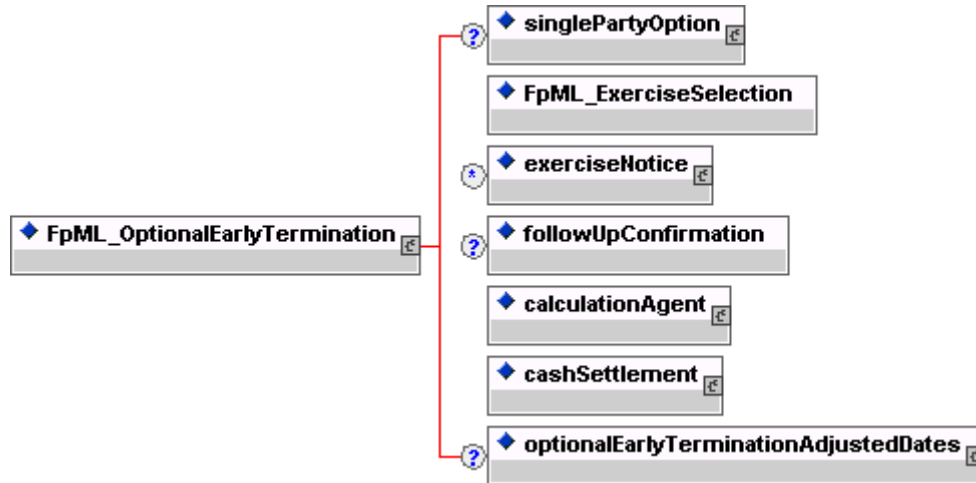 singlePartyOption
FpML_ExerciseSelection
exerciseNotice
FpML_OptionalEarlyTermination
followUpConfirmation
calculationAgent
cashSettlement
optionalEarlyTerminationAdjustedDates